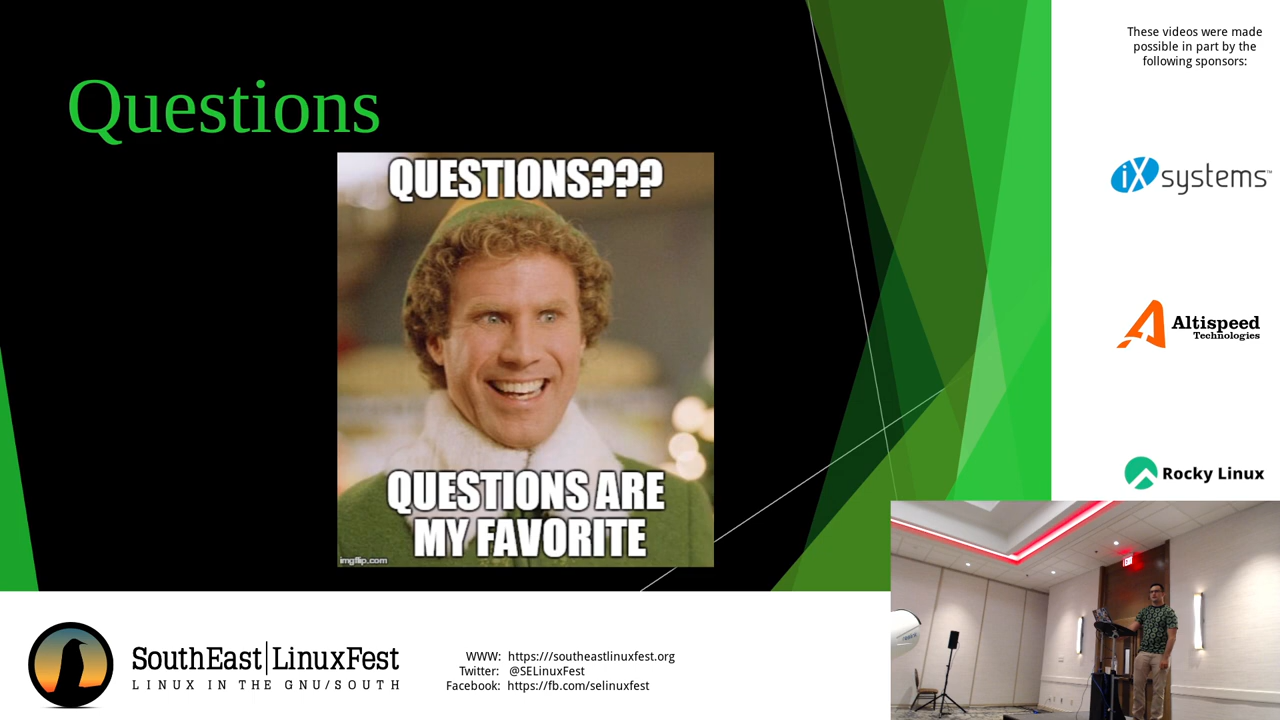 Questions
QUESTIONS???
QUESTIONS ARE
MY FAVORITE
imgflip.com
These videos were made
possible in part by the
following sponsors:
iXsystems™
Altispeed
Technologies
Rocky Linux
EXIT
SouthEast|LinuxFest
LINUX IN THE GNU/SOUTH
WWW: https:///southeastlinuxfest.org
Twitter: @SELinuxFest
Facebook: https://fb.com/selinuxfest